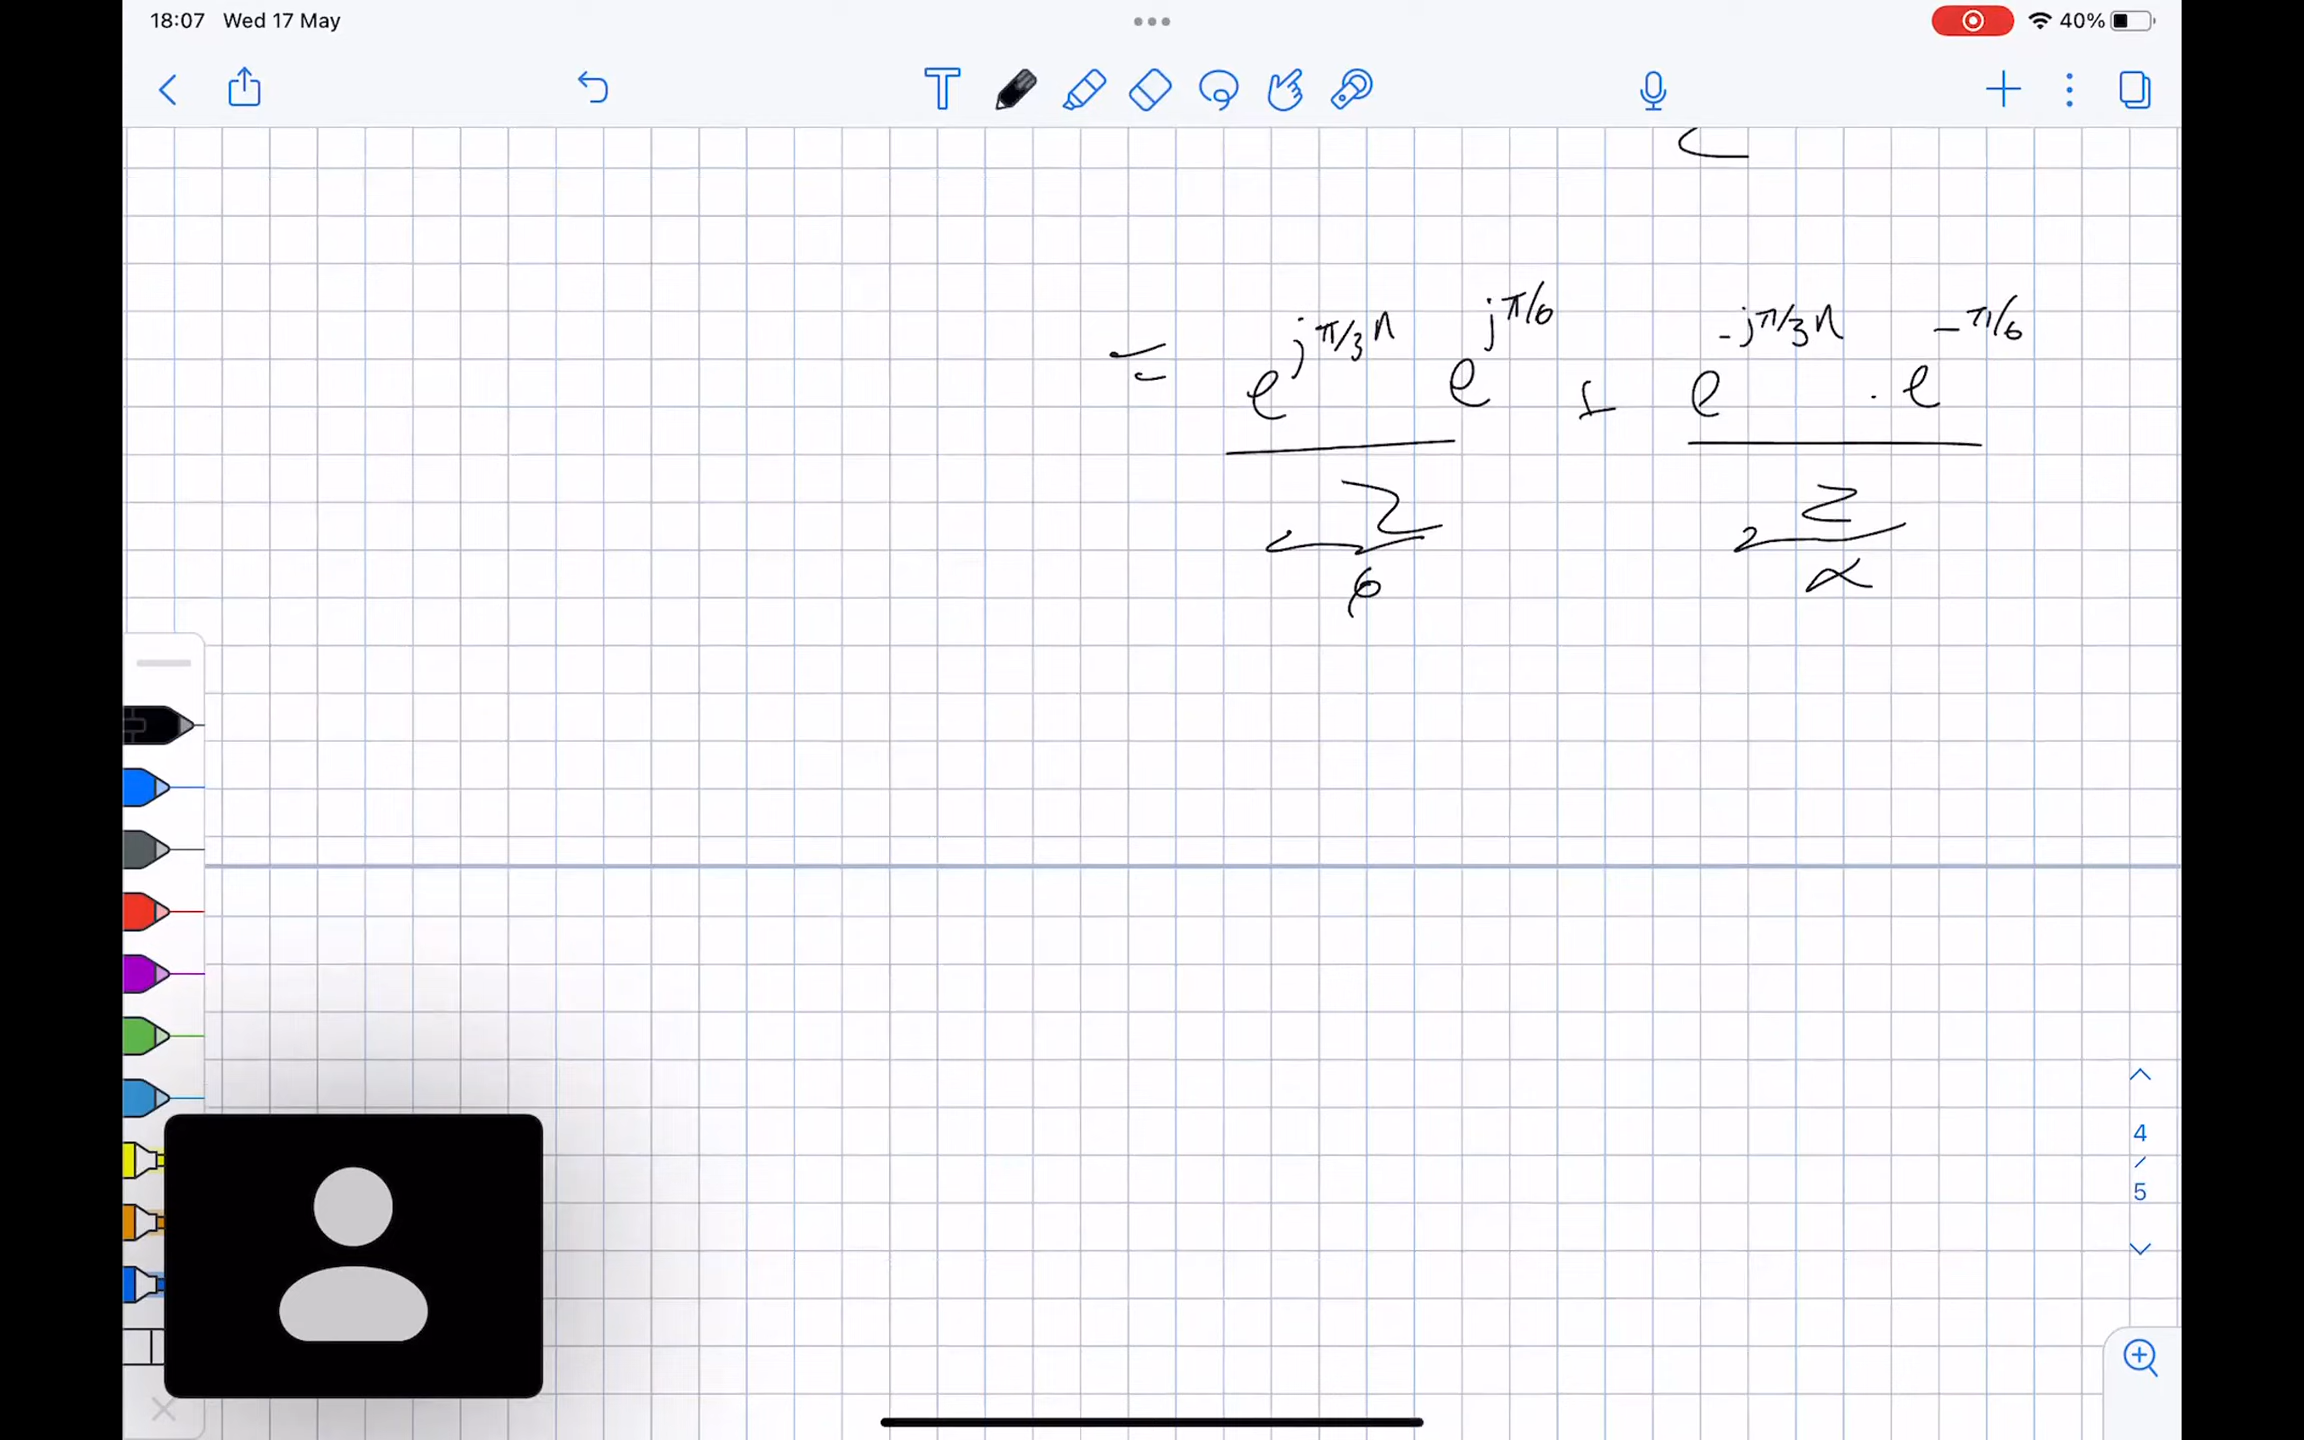 18:07 Wed 17 May 40%
T
= e^{jπ/3 n} e^{jπ/6} + e^{-jπ/3 n} · e^{-π/6}
2 2
α
4
/
5